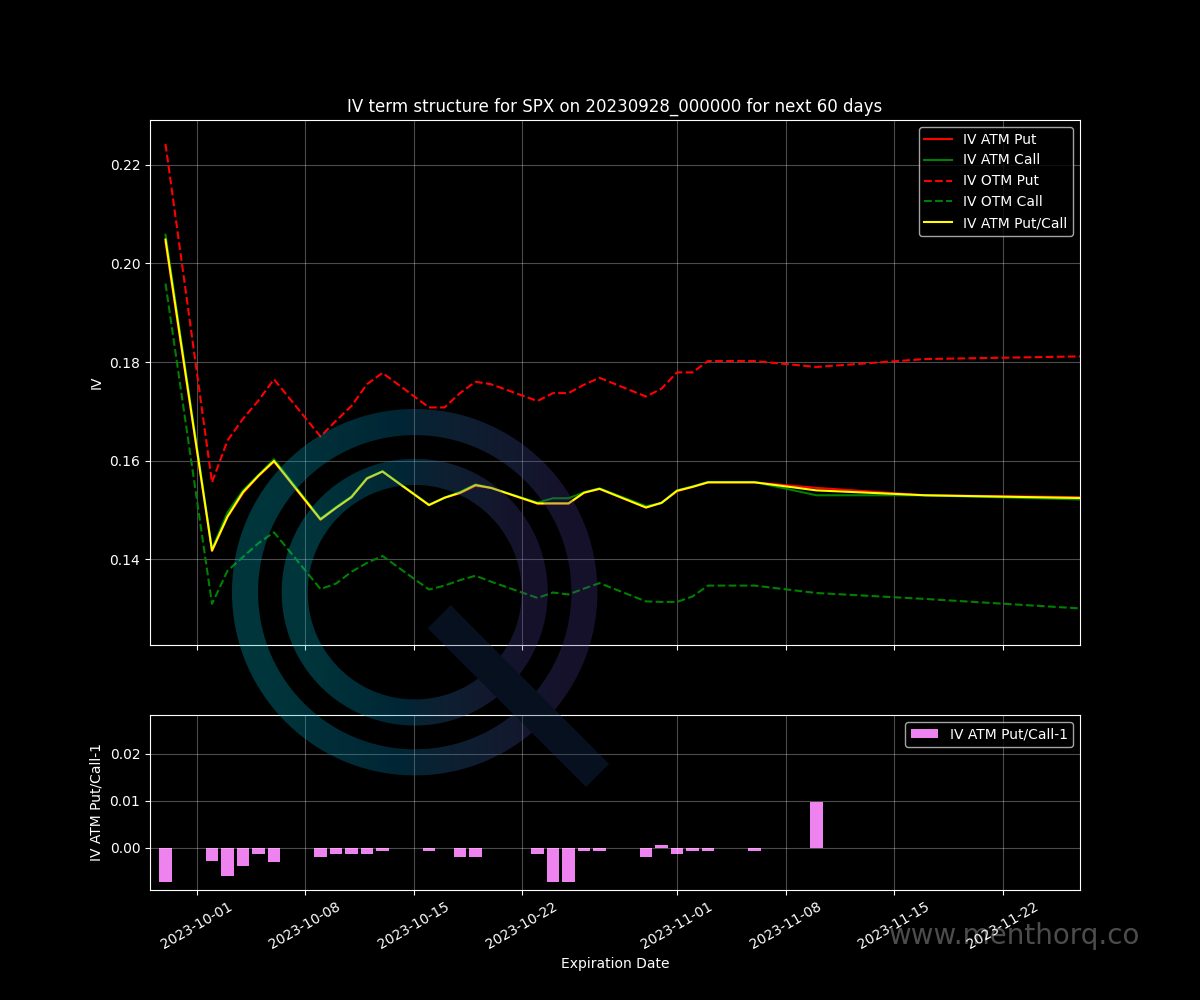 IV term structure for SPX on 20230928_000000 for next 60 days
IV ATM Put
IV ATM Call
IV OTM Put
IV OTM Call
IV ATM Put/Call
0.22
0.20
0.18
0.16
0.14
IV
IV ATM Put/Call-1
0.02
0.01
0.00
IV ATM Put/Call-1
2023-10-01
2023-10-08
2023-10-15
2023-10-22
2023-11-01
2023-11-08
2023-11-15
2023-11-22
www.menthorq.co
Expiration Date